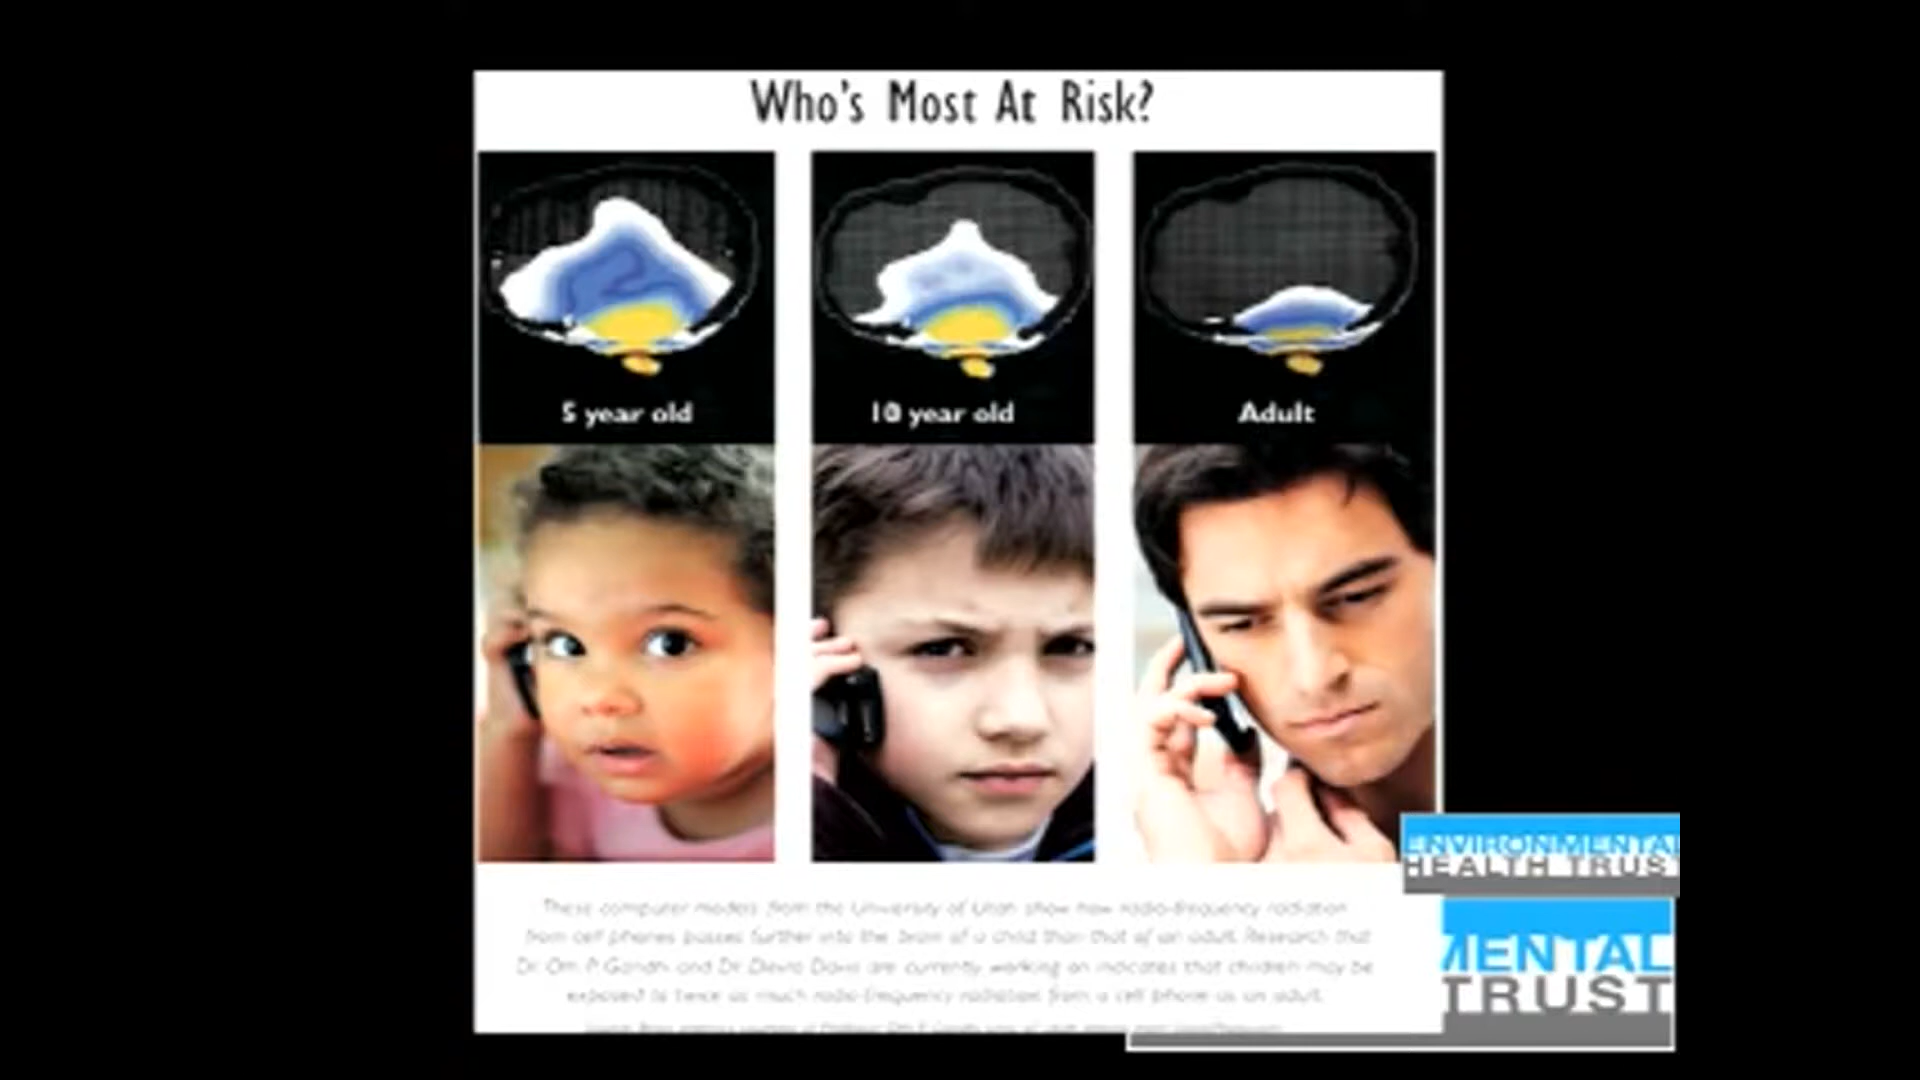 Who's Most At Risk?
5 year old
10 year old
Adult
ENVIRONMENTAL
HEALTH TRUST
These computer models from the University of Utah show how radio-frequency radiation
from cell phones passes further into the brain of a child than that of an adult. Research that
Dr. Om P. Gandhi and Dr. Devra Davis are currently working on indicates that children may be
exposed to twice as much radio-frequency radiation from a cell phone as an adult.
MENTAL
TRUST